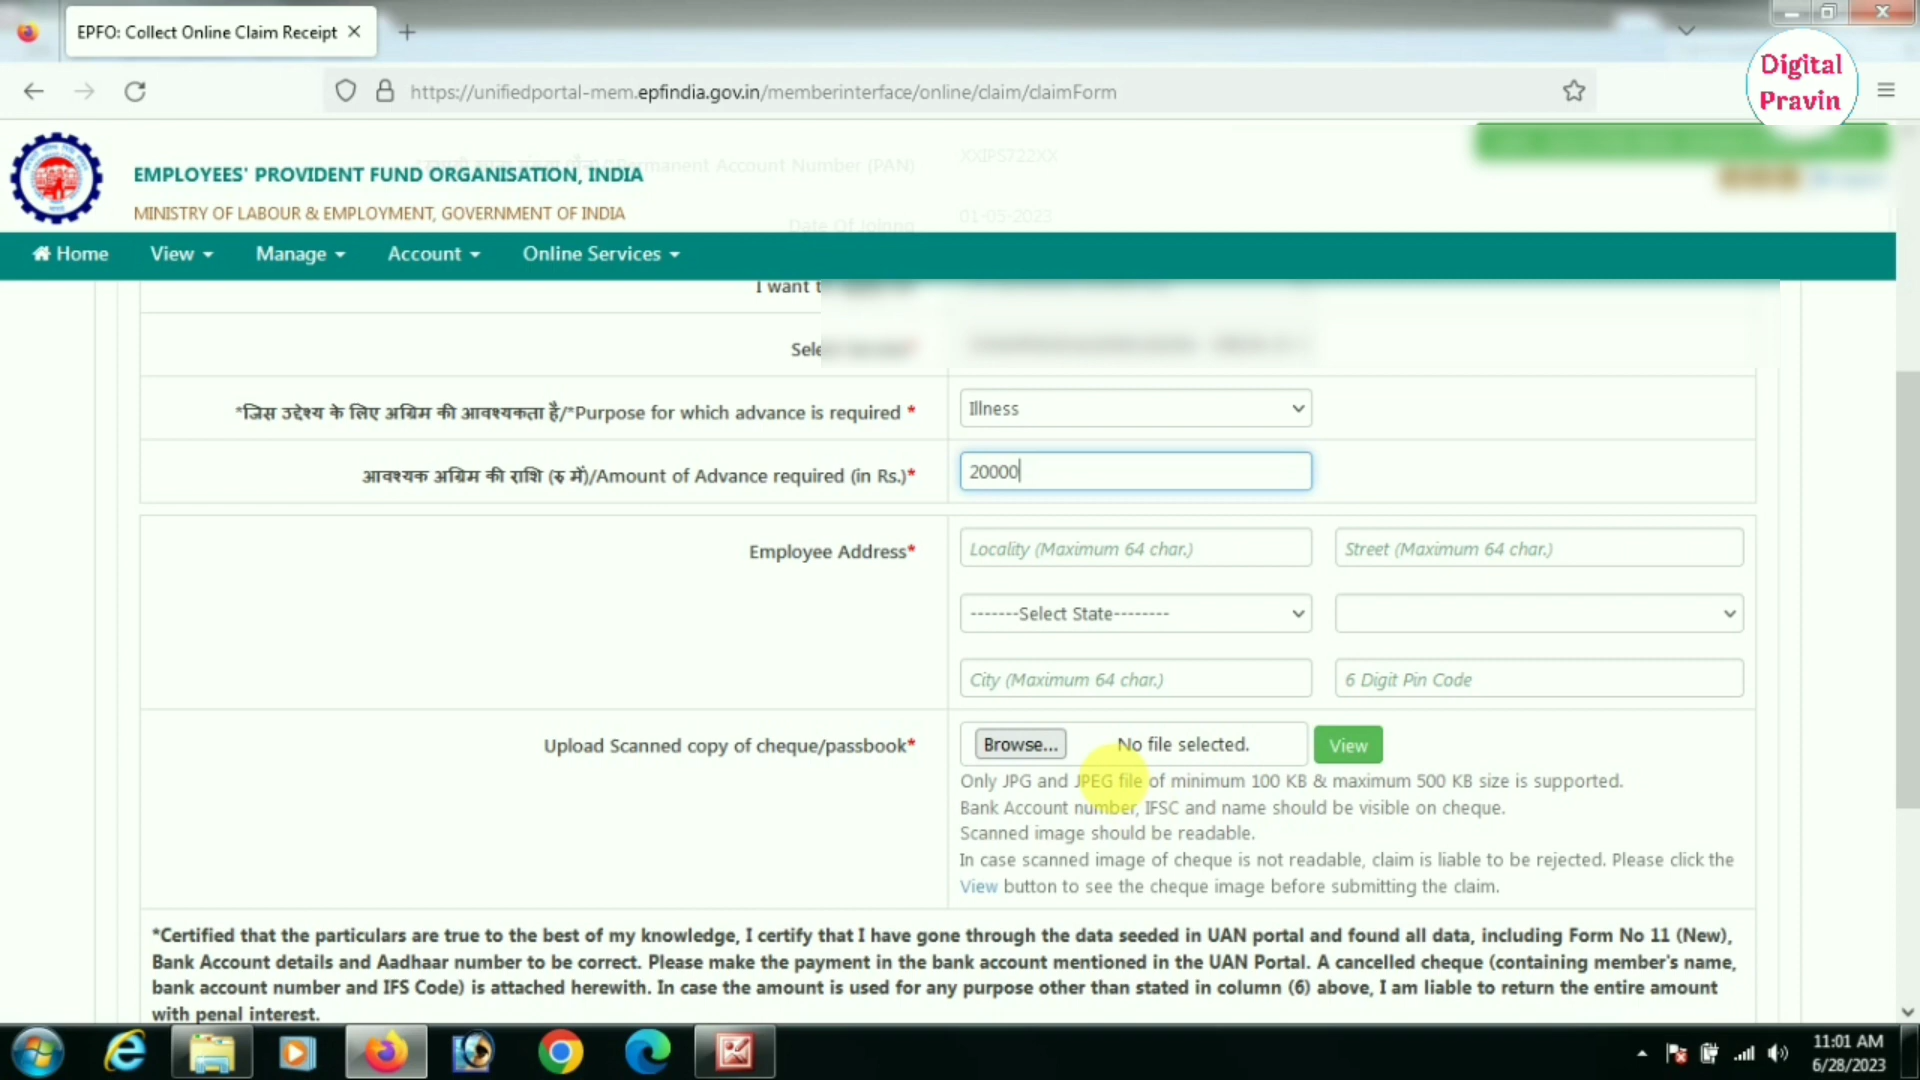 EPFO: Collect Online Claim Receipt
https://unifiedportal-mem.epfindia.gov.in/memberinterface/online/claim/claimForm
Digital
Pravin
Permanent Account Number (PAN)
XXIPS722XX
EMPLOYEES' PROVIDENT FUND ORGANISATION, INDIA
MINISTRY OF LABOUR & EMPLOYMENT, GOVERNMENT OF INDIA
Date Of Joinng
01-05-2023
Home View Manage Account Online Services
I want t
Sele
*जिस उद्देश्य के लिए अग्रिम की आवश्यकता है/*Purpose for which advance is required *
Illness
आवश्यक अग्रिम की राशि (रु में)/Amount of Advance required (in Rs.)*
20000
Employee Address*
Locality (Maximum 64 char.)
Street (Maximum 64 char.)
-------Select State--------
City (Maximum 64 char.)
6 Digit Pin Code
Upload Scanned copy of cheque/passbook*
Browse... No file selected. View
Only JPG and JPEG file of minimum 100 KB & maximum 500 KB size is supported.
Bank Account number, IFSC and name should be visible on cheque.
Scanned image should be readable.
In case scanned image of cheque is not readable, claim is liable to be rejected. Please click the
View button to see the cheque image before submitting the claim.
*Certified that the particulars are true to the best of my knowledge, I certify that I have gone through the data seeded in UAN portal and found all data, including Form No 11 (New),
Bank Account details and Aadhaar number to be correct. Please make the payment in the bank account mentioned in the UAN Portal. A cancelled cheque (containing member's name,
bank account number and IFS Code) is attached herewith. In case the amount is used for any purpose other than stated in column (6) above, I am liable to return the entire amount
with penal interest.
11:01 AM
6/28/2023